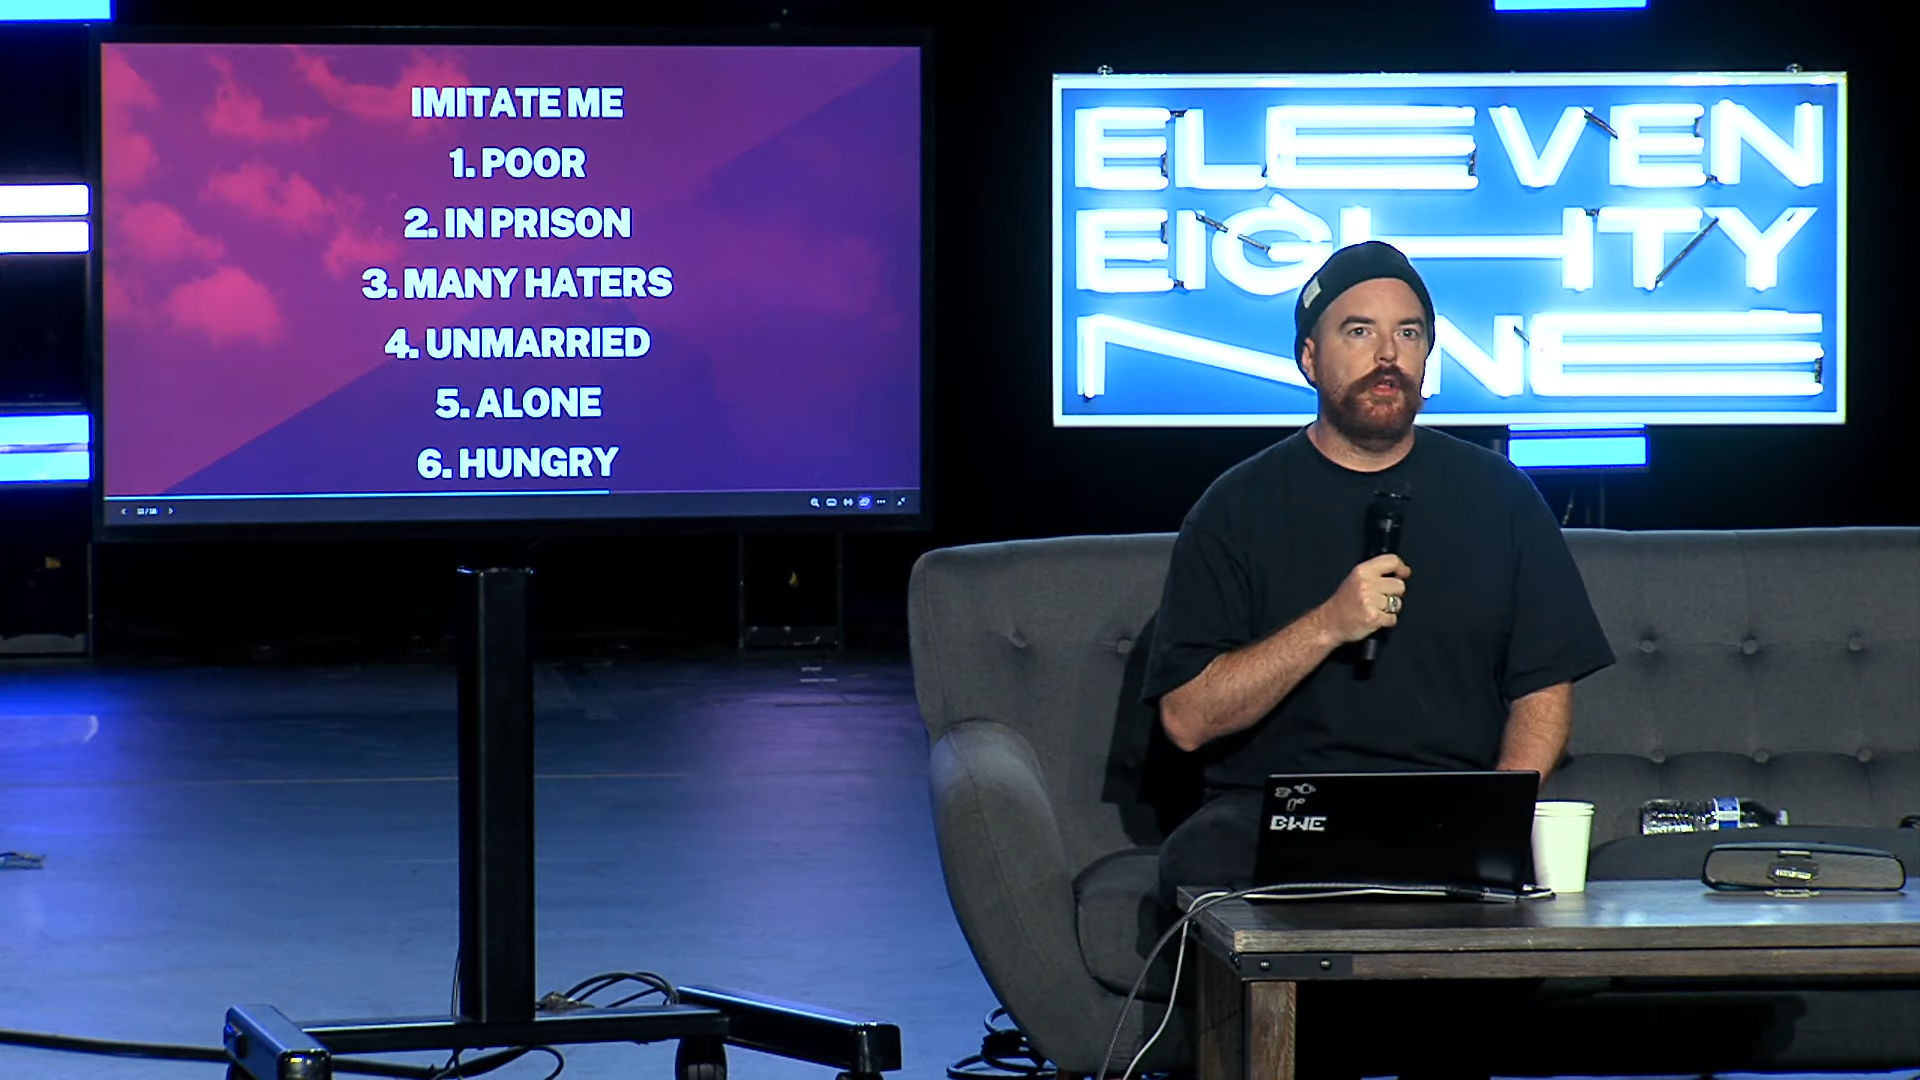 IMITATE ME
1. POOR
2. IN PRISON
3. MANY HATERS
4. UNMARRIED
5. ALONE
6. HUNGRY
ELEVEN
EIGHTY
NINE
BWE